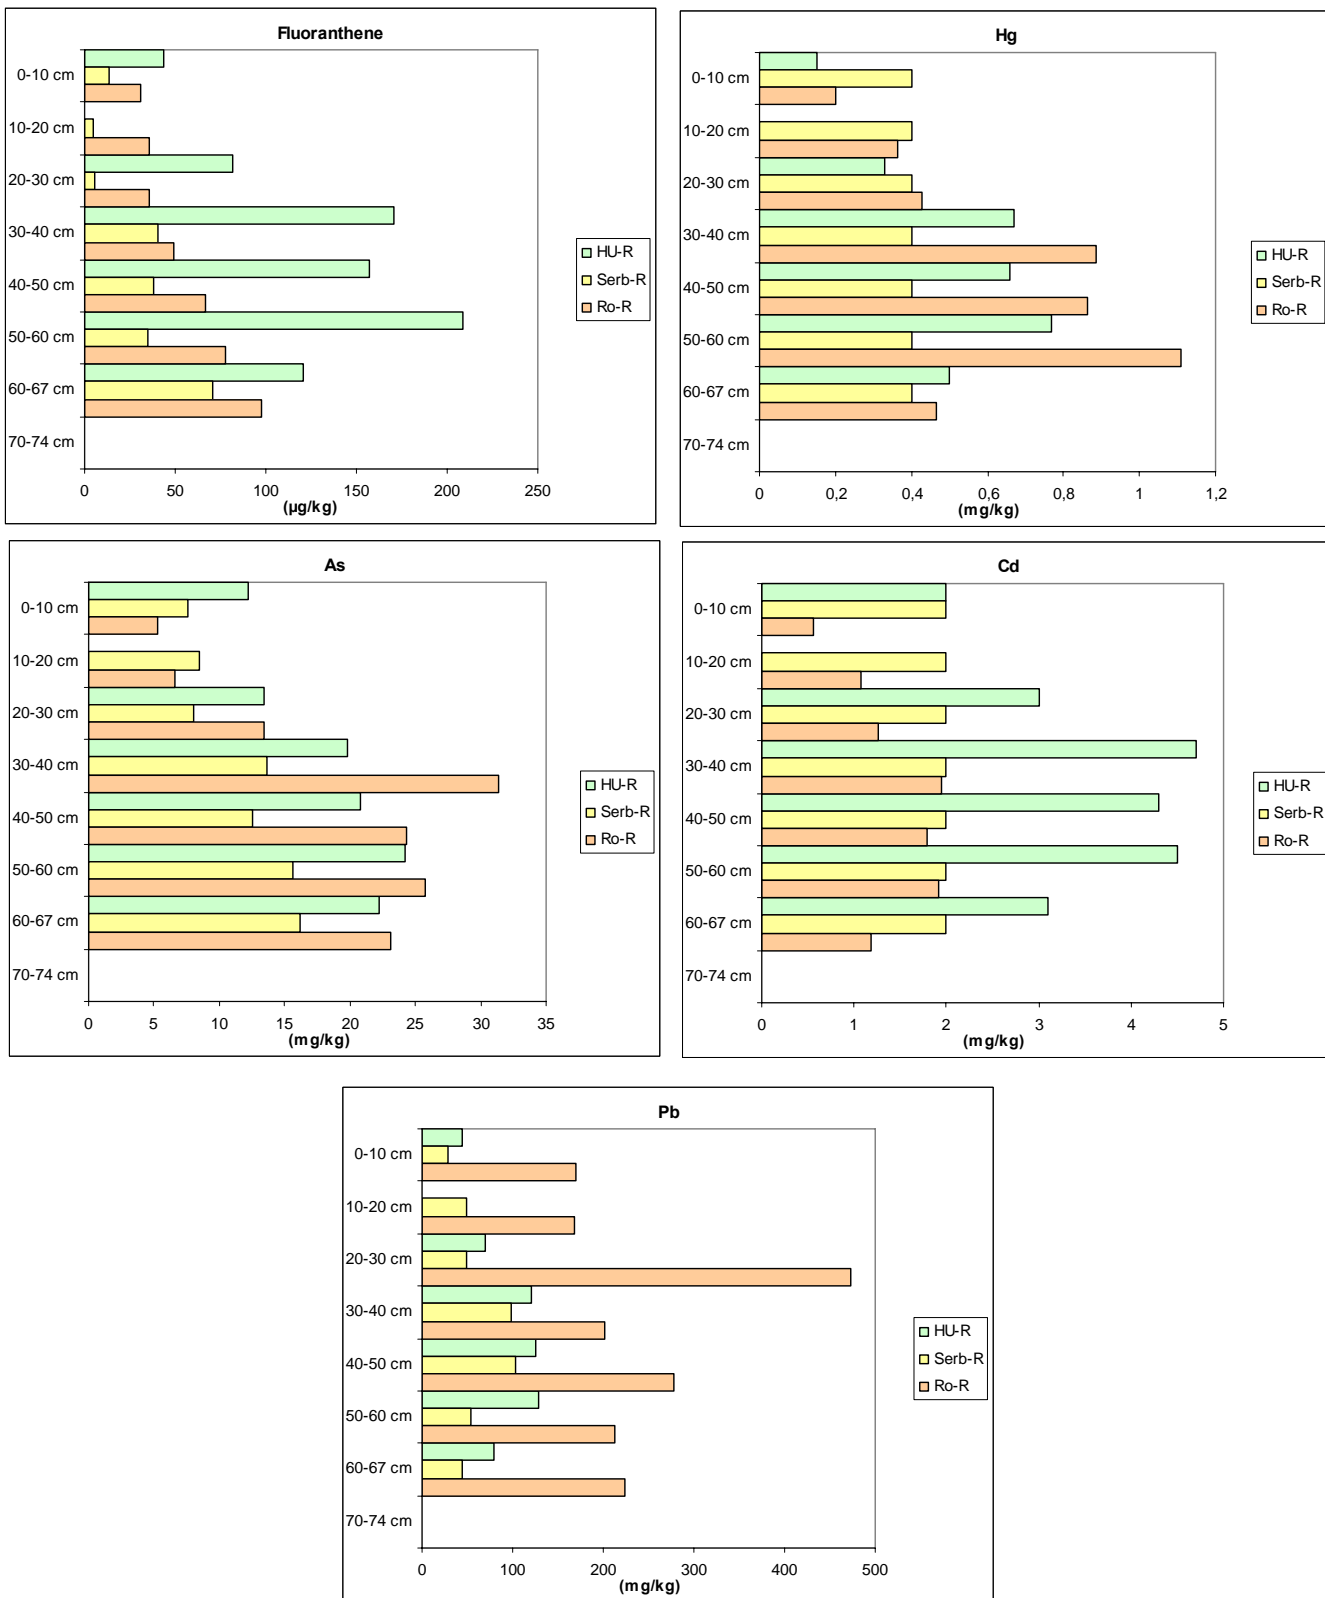 Fluoranthene
0-10 cm
10-20 cm
20-30 cm
30-40 cm
40-50 cm
50-60 cm
60-67 cm
70-74 cm
0 50 100 150 200 250
(µg/kg)
HU-R
Serb-R
Ro-R
Hg
0-10 cm
10-20 cm
20-30 cm
30-40 cm
40-50 cm
50-60 cm
60-67 cm
70-74 cm
0 0,2 0,4 0,6 0,8 1 1,2
(mg/kg)
HU-R
Serb-R
Ro-R
As
0-10 cm
10-20 cm
20-30 cm
30-40 cm
40-50 cm
50-60 cm
60-67 cm
70-74 cm
0 5 10 15 20 25 30 35
(mg/kg)
HU-R
Serb-R
Ro-R
Cd
0-10 cm
10-20 cm
20-30 cm
30-40 cm
40-50 cm
50-60 cm
60-67 cm
70-74 cm
0 1 2 3 4 5
(mg/kg)
HU-R
Serb-R
Ro-R
Pb
0-10 cm
10-20 cm
20-30 cm
30-40 cm
40-50 cm
50-60 cm
60-67 cm
70-74 cm
0 100 200 300 400 500
(mg/kg)
HU-R
Serb-R
Ro-R